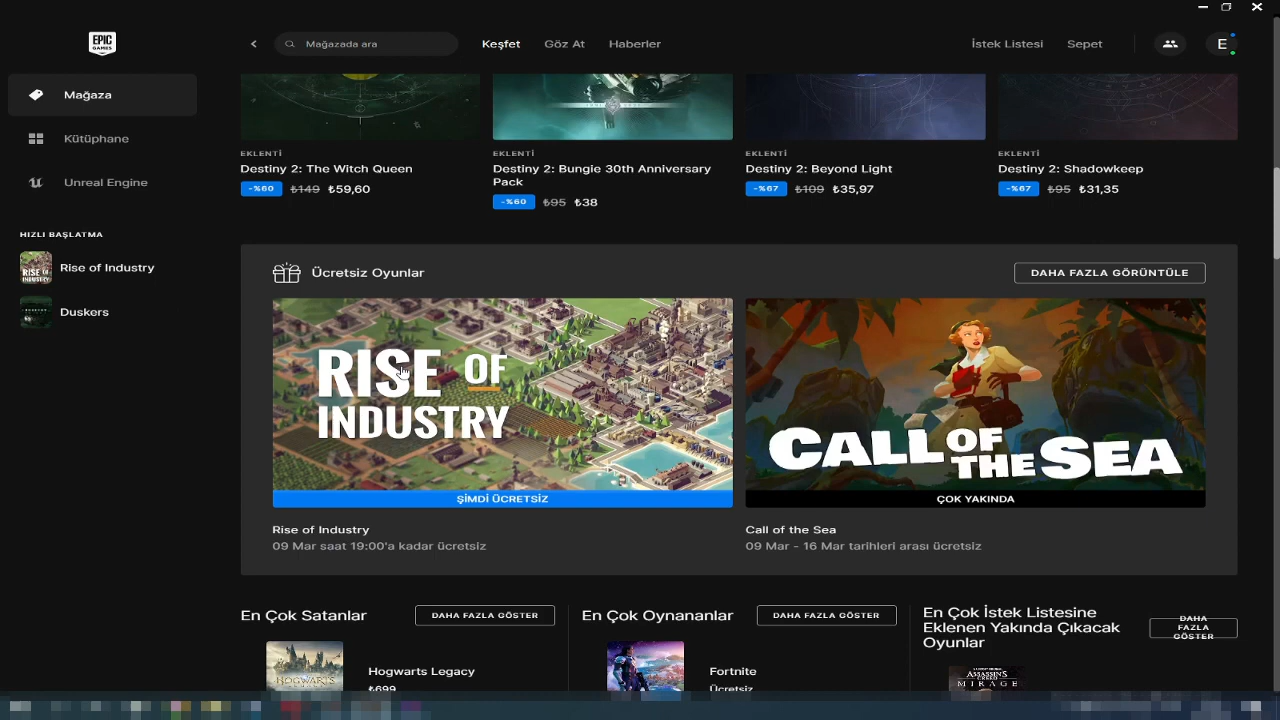 EPIC
GAMES
Mağazada ara
Keşfet
Göz At
Haberler
İstek Listesi
Sepet
E
Mağaza
Kütüphane
Unreal Engine
HIZLI BAŞLATMA
Rise of Industry
Duskers
EKLENTİ
Destiny 2: The Witch Queen
-%60 ₺149 ₺59,60
EKLENTİ
Destiny 2: Bungie 30th Anniversary
Pack
-%60 ₺95 ₺38
EKLENTİ
Destiny 2: Beyond Light
-%67 ₺109 ₺35,97
EKLENTİ
Destiny 2: Shadowkeep
-%67 ₺95 ₺31,35
Ücretsiz Oyunlar
DAHA FAZLA GÖRÜNTÜLE
RISE OF
INDUSTRY
ŞİMDİ ÜCRETSİZ
Rise of Industry
09 Mar saat 19:00'a kadar ücretsiz
CALL OF
THE SEA
ÇOK YAKINDA
Call of the Sea
09 Mar - 16 Mar tarihleri arası ücretsiz
En Çok Satanlar
DAHA FAZLA GÖSTER
HOGWARTS
Hogwarts Legacy
₺699
En Çok Oynananlar
DAHA FAZLA GÖSTER
Fortnite
Ücretsiz
En Çok İstek Listesine
Eklenen Yakında Çıkacak
Oyunlar
DAHA
FAZLA
GÖSTER
ASSASSIN'S
MIRAGE